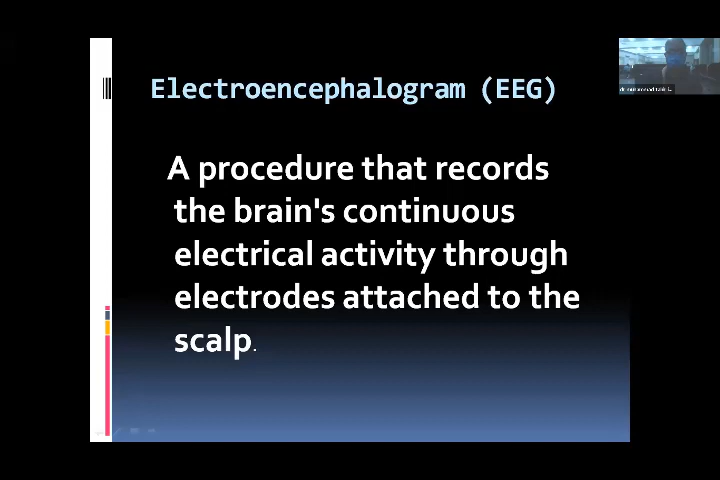 Electroencephalogram (EEG)
A procedure that records
the brain's continuous
electrical activity through
electrodes attached to the
scalp.